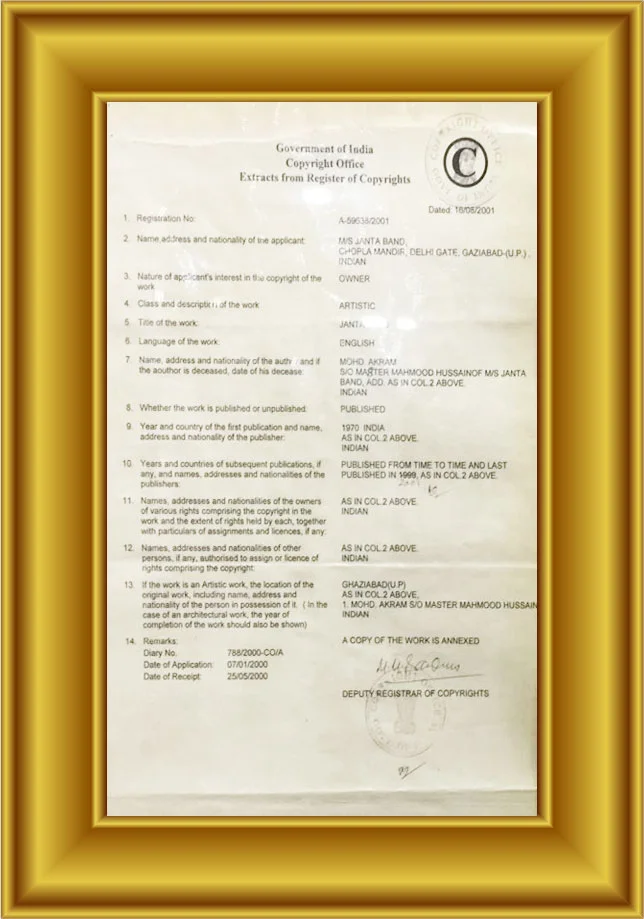 Government of India
Copyright Office
Extracts from Register of Copyrights
COPYRIGHT OFFICE
GOVT. OF INDIA
C
Dated: 16/08/2001
1. Registration No: A-59638/2001
2. Name,address and nationality of the applicant: M/S JANTA BAND,
CHOPLA MANDIR, DELHI GATE, GAZIABAD-(U.P.) ,
INDIAN
3. Nature of applicant's interest in the copyright of the OWNER
work
4. Class and description of the work ARTISTIC
5. Title of the work: JANTA
6. Language of the work: ENGLISH
7. Name, address and nationality of the auth and if MOHD. AKRAM
the aouthor is deceased, date of his decease: S/O MASTER MAHMOOD HUSSAINOF M/S JANTA
BAND, ADD. AS IN COL.2 ABOVE.
INDIAN
8. Whether the work is published or unpublished: PUBLISHED
9. Year and country of the first publication and name, 1970 INDIA
address and nationality of the publisher: AS IN COL.2 ABOVE.
INDIAN
10. Years and countries of subsequent publications, if PUBLISHED FROM TIME TO TIME AND LAST
any, and names, addresses and nationalities of the PUBLISHED IN 1999, AS IN COL.2 ABOVE.
publishers: 2001
11. Names, addresses and nationalities of the owners AS IN COL.2 ABOVE.
of various rights comprising the copyright in the INDIAN
work and the extent of rights held by each, together
with particulars of assignments and licences, if any:
12. Names, addresses and nationalities of other AS IN COL.2 ABOVE.
persons, if any, authorised to assign or licence of INDIAN
rights comprising the copyright:
13. If the work is an Artistic work, the location of the GHAZIABAD(U.P)
original work, including name, address and AS IN COL.2 ABOVE,
nationality of the person in possession of it. ( In the 1. MOHD. AKRAM S/O MASTER MAHMOOD HUSSAIN
case of an architectural work, the year of INDIAN
completion of the work should also be shown)
14. Remarks: A COPY OF THE WORK IS ANNEXED
Diary No. 788/2000-CO/A
Date of Application: 07/01/2000
Date of Receipt: 25/05/2000
DEPUTY REGISTRAR OF COPYRIGHTS